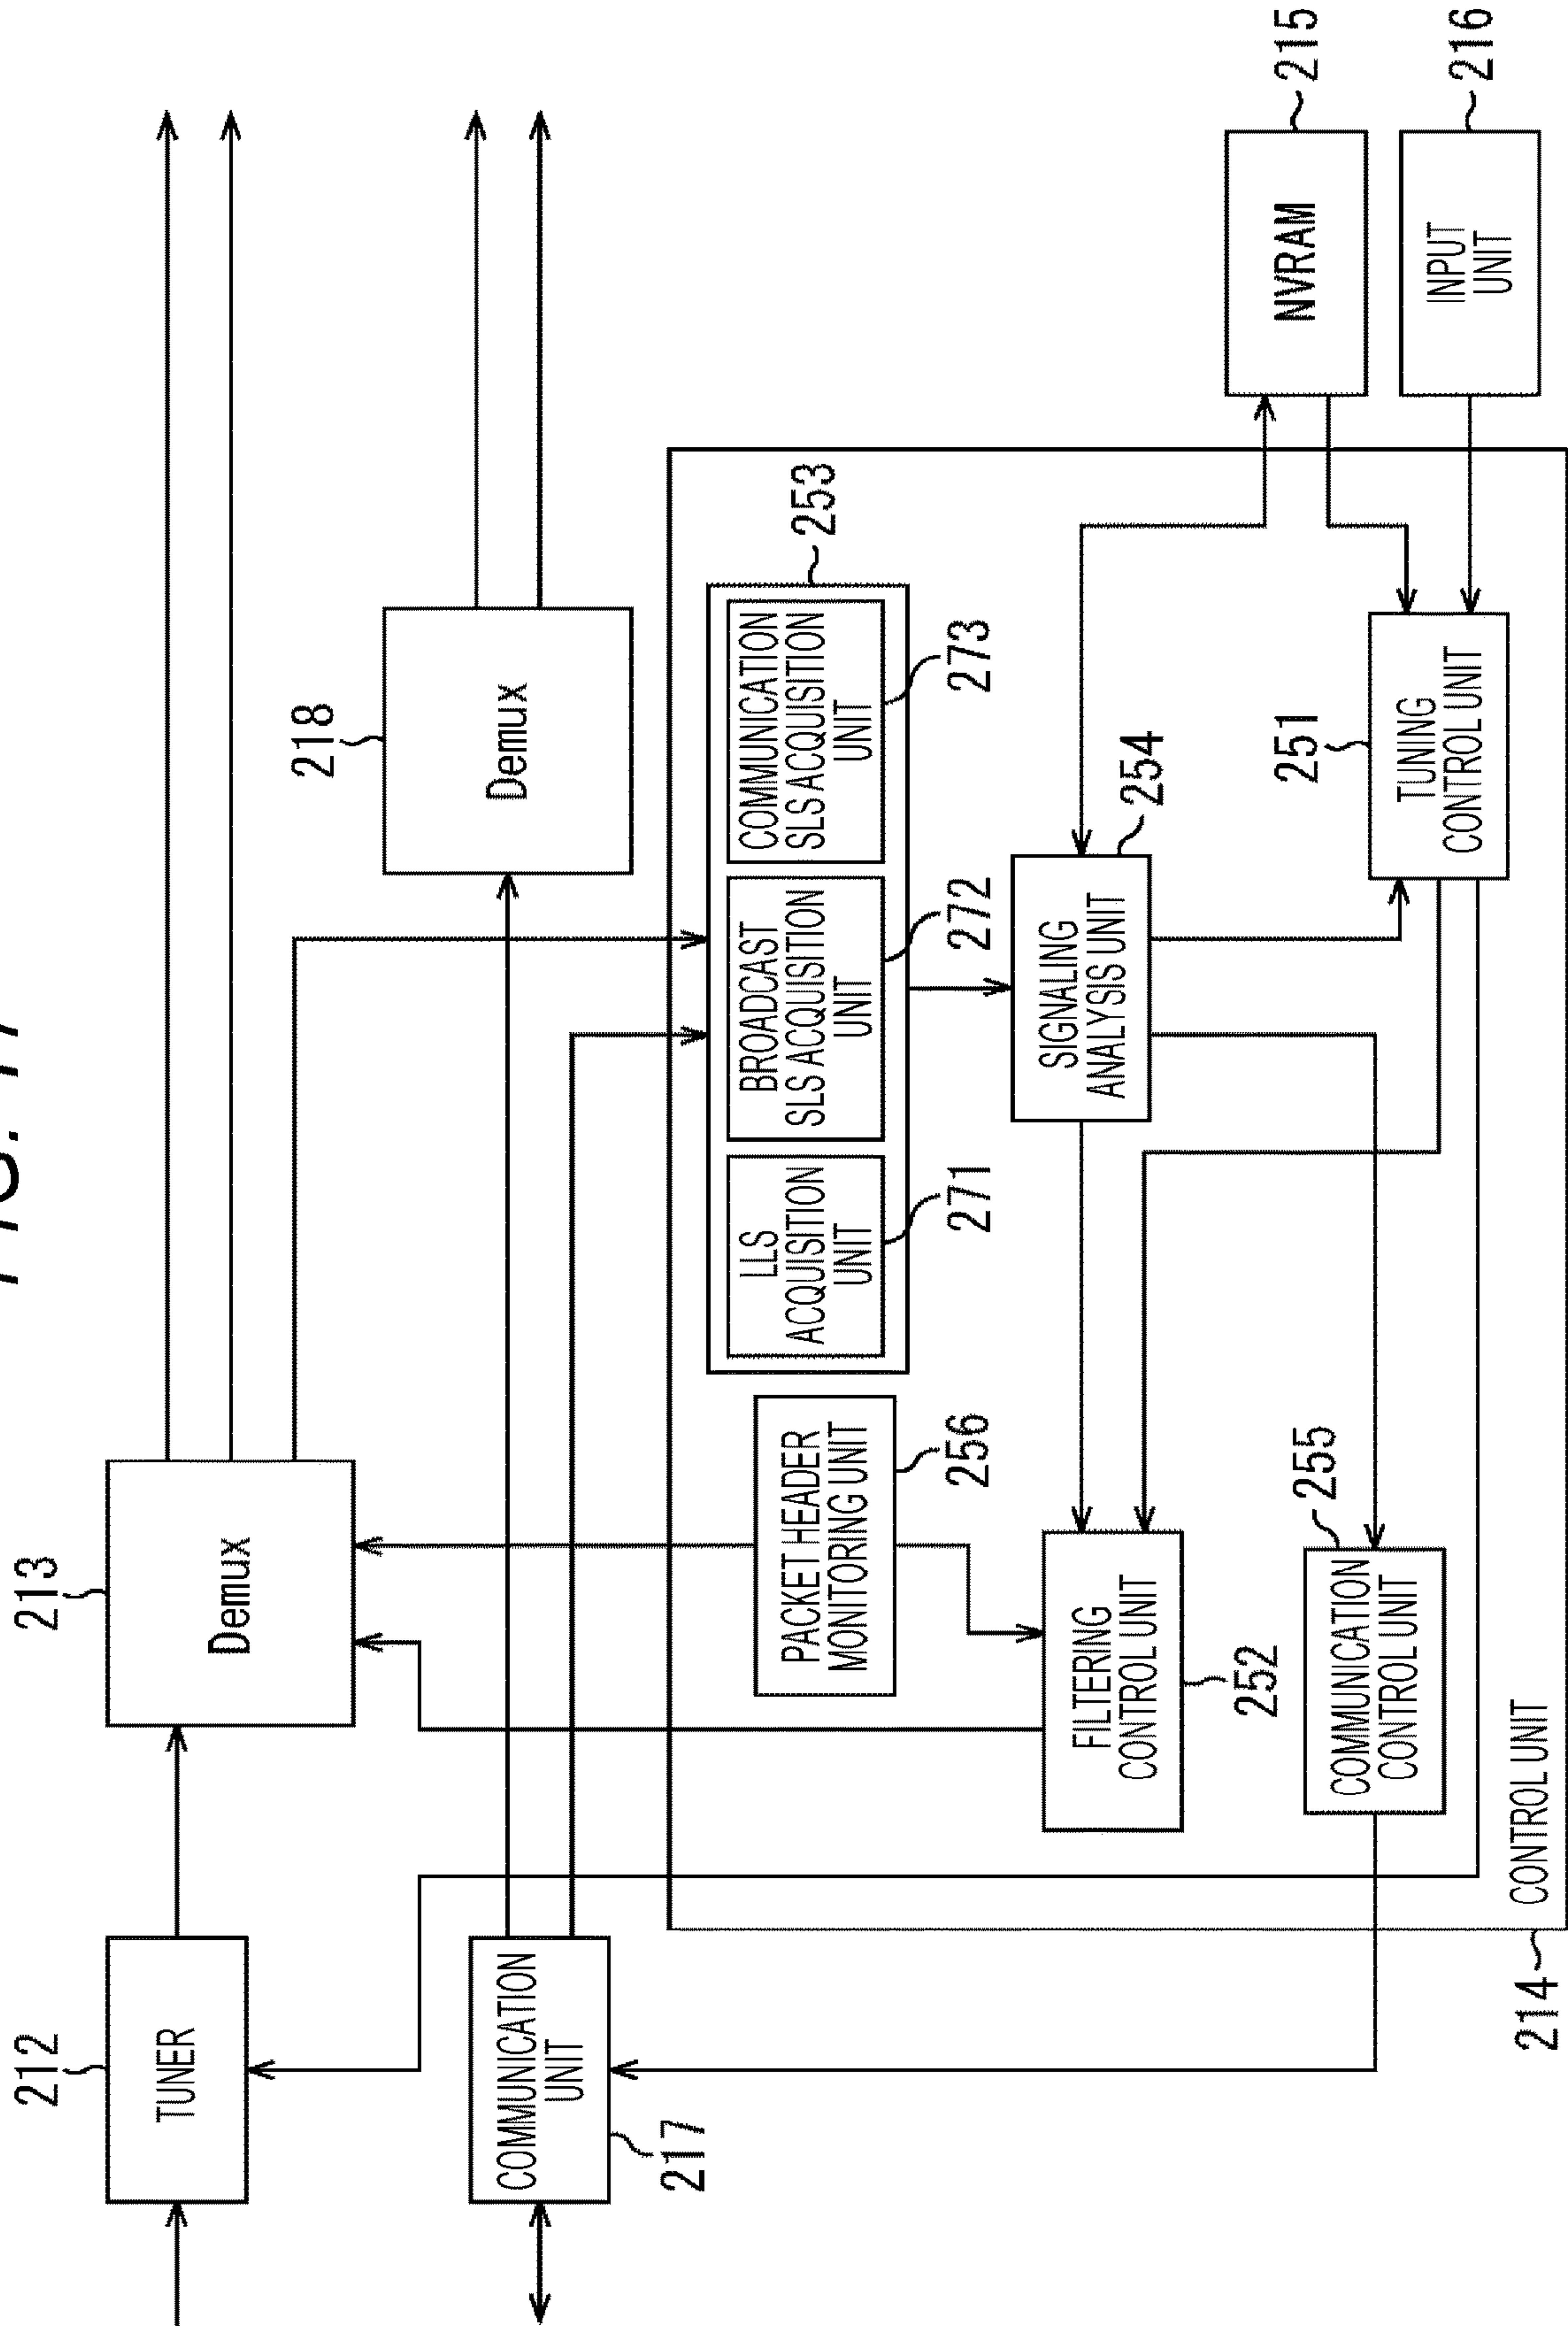 FIG.
212
TUNER
213
Demux
218
Demux
COMMUNICATION
UNIT
217
253
LLS
ACQUISITION
UNIT
BROADCAST
SLS ACQUISITION
UNIT
COMMUNICATION
SLS ACQUISITION
UNIT
271
272
273
PACKET HEADER
MONITORING UNIT
256
SIGNALING
ANALYSIS UNIT
254
FILTERING
CONTROL UNIT
252
NVRAM
215
251
TUNING
CONTROL UNIT
255
COMMUNICATION
CONTROL UNIT
INPUT
UNIT
216
214
CONTROL UNIT